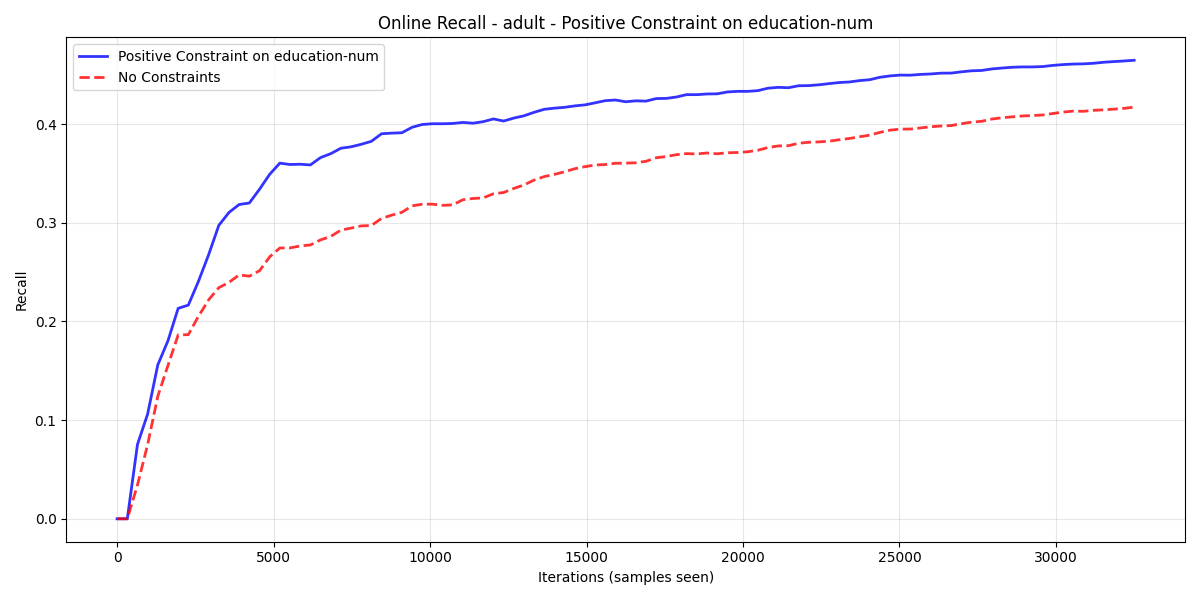 Online Recall - adult - Positive Constraint on education-num
Positive Constraint on education-num
No Constraints
Recall
0.4
0.3
0.2
0.1
0.0
0 5000 10000 15000 20000 25000 30000
Iterations (samples seen)